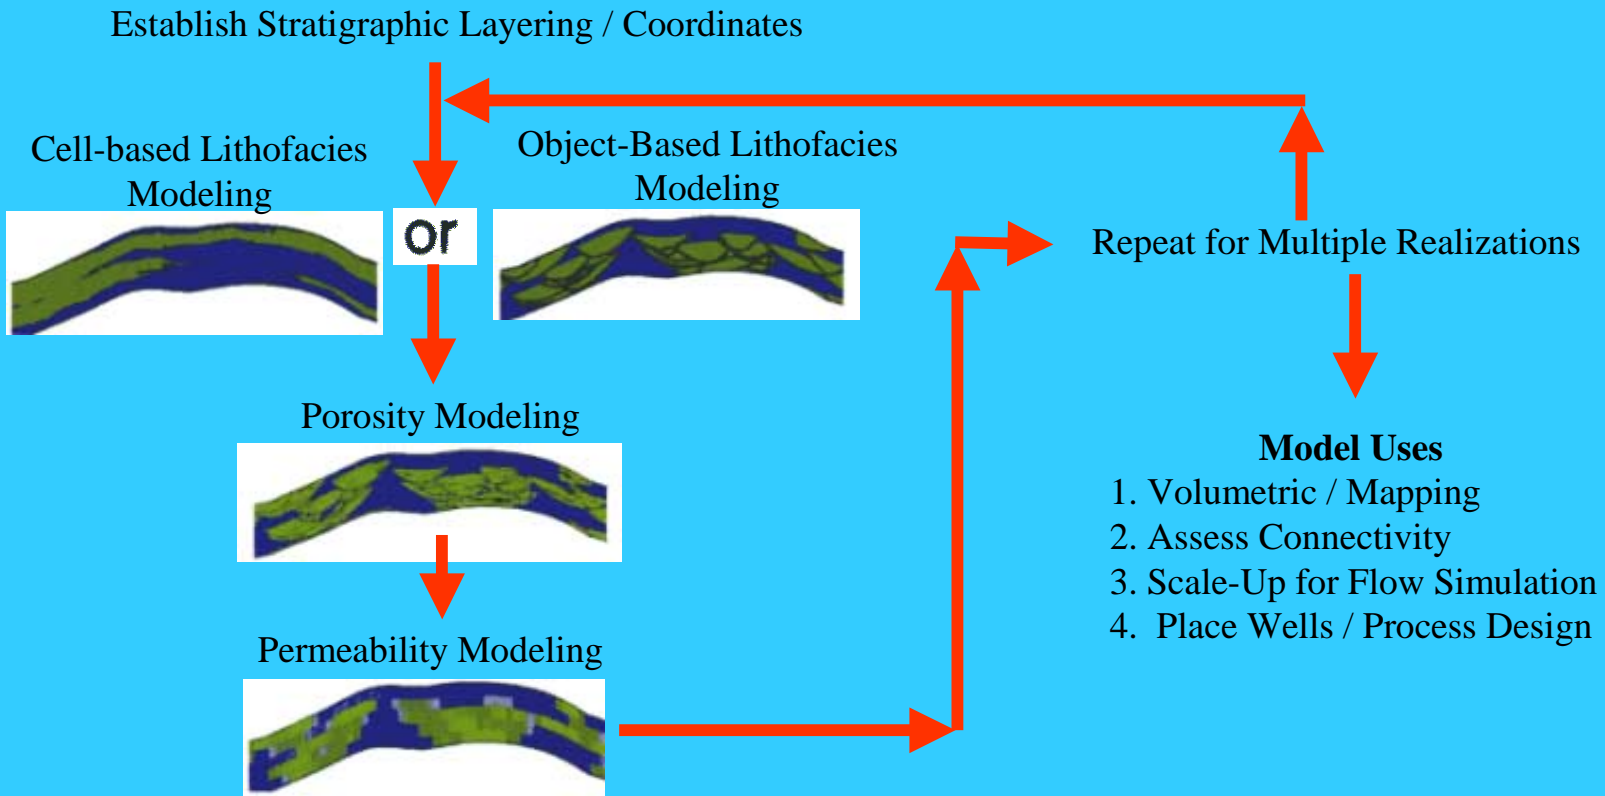 Establish Stratigraphic Layering / Coordinates
Cell-based Lithofacies
Modeling
or
Object-Based Lithofacies
Modeling
Porosity Modeling
Permeability Modeling
Repeat for Multiple Realizations
Model Uses
1. Volumetric / Mapping
2. Assess Connectivity
3. Scale-Up for Flow Simulation
4. Place Wells / Process Design